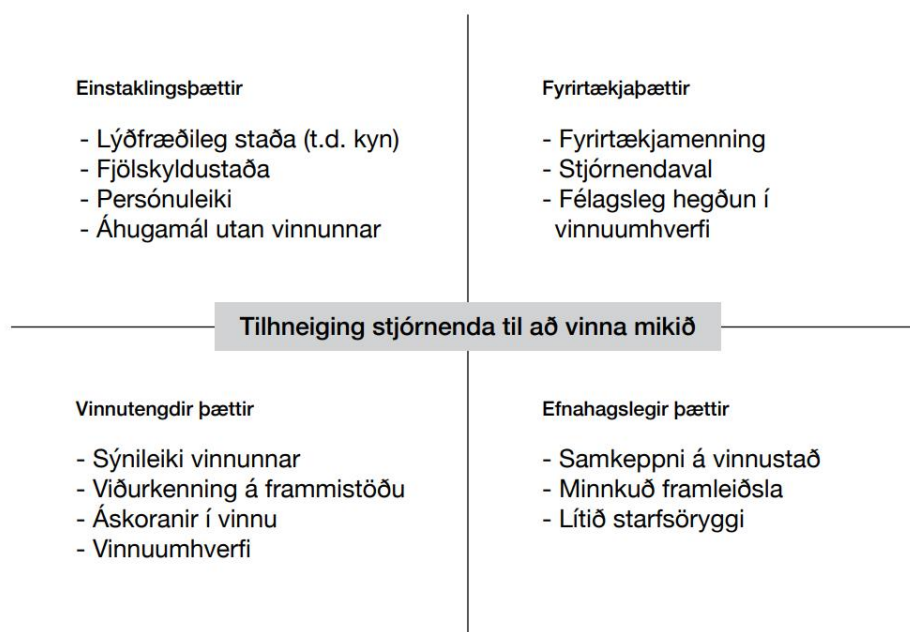 Einstaklingsþættir
- Lýðfræðileg staða (t.d. kyn)
- Fjölskyldustaða
- Persónuleiki
- Áhugamál utan vinnunnar
Fyrirtækjaþættir
- Fyrirtækjamenning
- Stjórnendaval
- Félagsleg hegðun í
vinnuumhverfi
Tilhneiging stjórnenda til að vinna mikið
Vinnutengdir þættir
- Sýnileiki vinnunnar
- Viðurkenning á frammistöðu
- Áskoranir í vinnu
- Vinnuumhverfi
Efnahagslegir þættir
- Samkeppni á vinnustað
- Minnkuð framleiðsla
- Lítið starfsöryggi